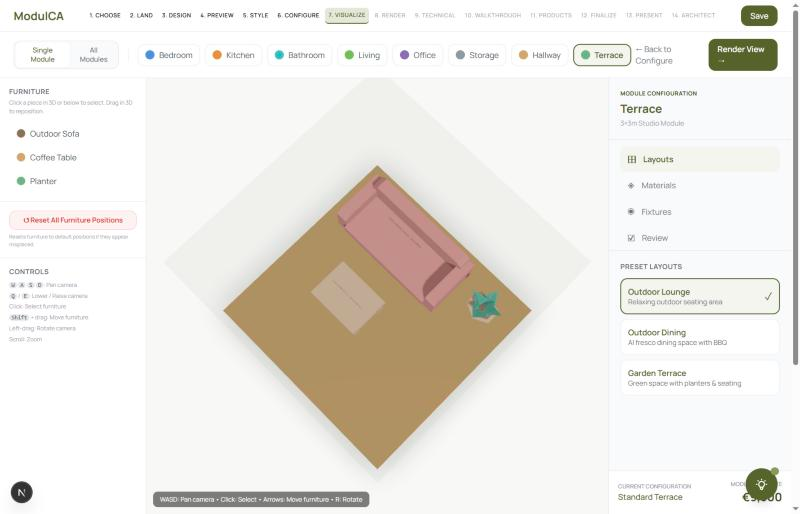 ModulCA
1. CHOOSE 2. LAND 3. DESIGN 4. PREVIEW 5. STYLE 6. CONFIGURE 7. VISUALIZE 8. RENDER 9. TECHNICAL 10. WALKTHROUGH 11. PRODUCTS 12. FINALIZE 13. PRESENT 14. ARCHITECT
Save
Single Module
All Modules
Bedroom
Kitchen
Bathroom
Living
Office
Storage
Hallway
Terrace
← Back to Configure
Render View →
FURNITURE
Click a piece in 3D or below to select. Drag in 3D
to reposition.
Outdoor Sofa
Coffee Table
Planter
↺ Reset All Furniture Positions
Resets furniture to default positions if they appear
misplaced.
CONTROLS
W A S D : Pan camera
Q / E : Lower / Raise camera
Click: Select furniture
Shift + drag: Move furniture
Left-drag: Rotate camera
Scroll: Zoom
N
WASD: Pan camera • Click: Select • Arrows: Move furniture • R: Rotate
MODULE CONFIGURATION
Terrace
3×3m Studio Module
Layouts
Materials
Fixtures
Review
PRESET LAYOUTS
Outdoor Lounge
Relaxing outdoor seating area
Outdoor Dining
Al fresco dining space with BBQ
Garden Terrace
Green space with planters & seating
CURRENT CONFIGURATION
Standard Terrace